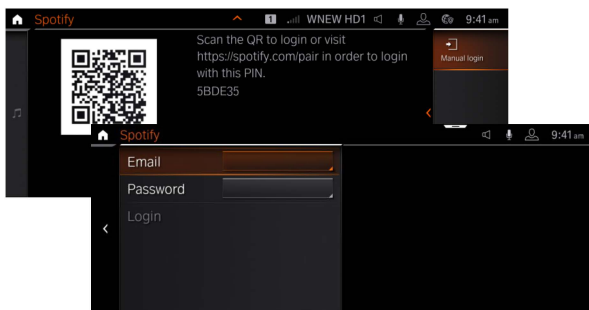 Spotify
1 WNEW HD1 9:41 am
Scan the QR to login or visit
https://spotify.com/pair in order to login
with this PIN.
5BDE35
Manual login
Spotify
9:41 am
Email
Password
Login